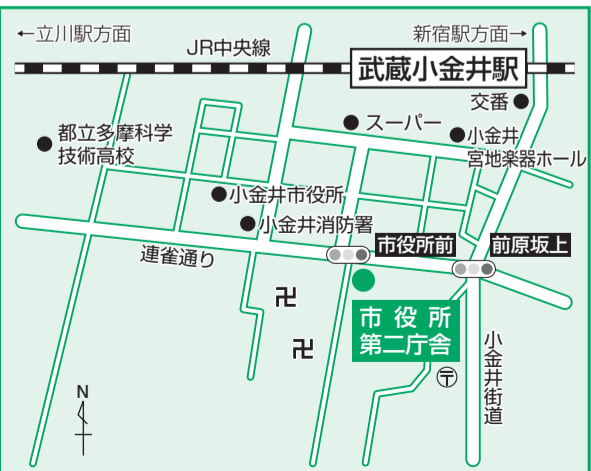 ←立川駅方面
新宿駅方面→
JR中央線
武蔵小金井駅
交番
スーパー
都立多摩科学
技術高校
小金井
宮地楽器ホール
小金井市役所
小金井消防署
市役所前
前原坂上
連雀通り
卍
卍
市役所
第二庁舎
〒
小金井街道
N